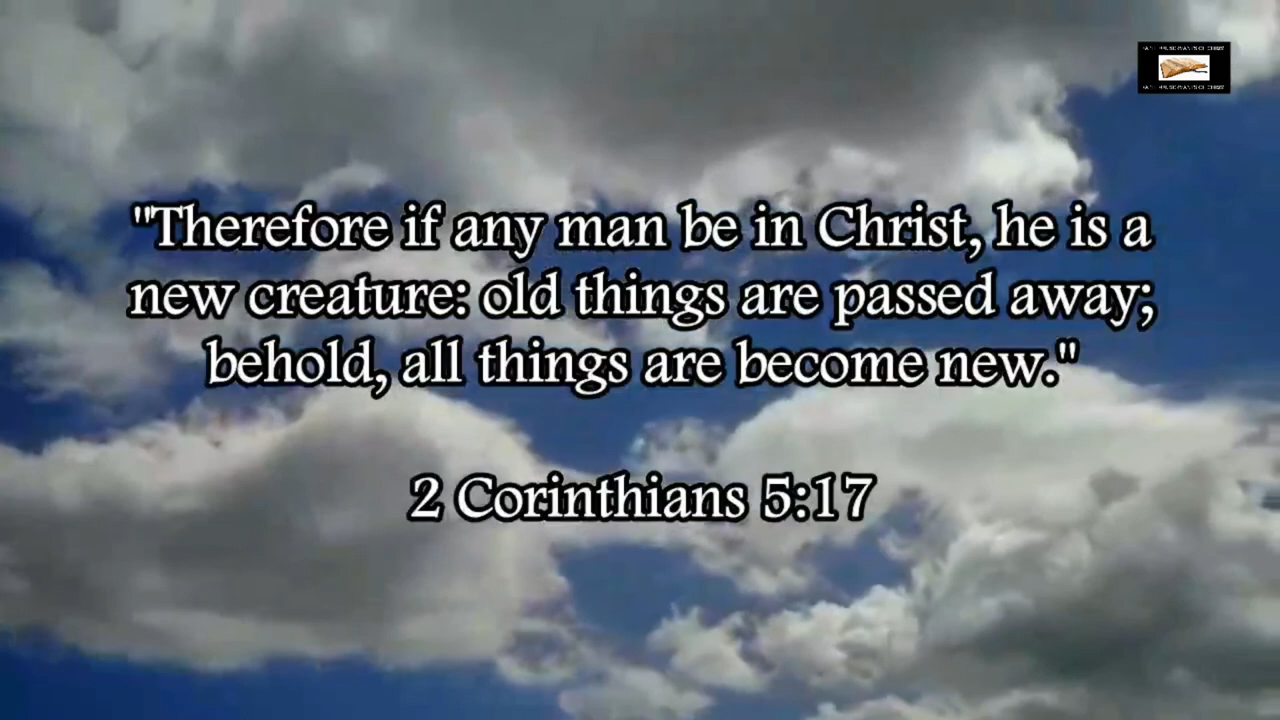 "Therefore if any man be in Christ, he is a
new creature: old things are passed away;
behold, all things are become new."
2 Corinthians 5:17